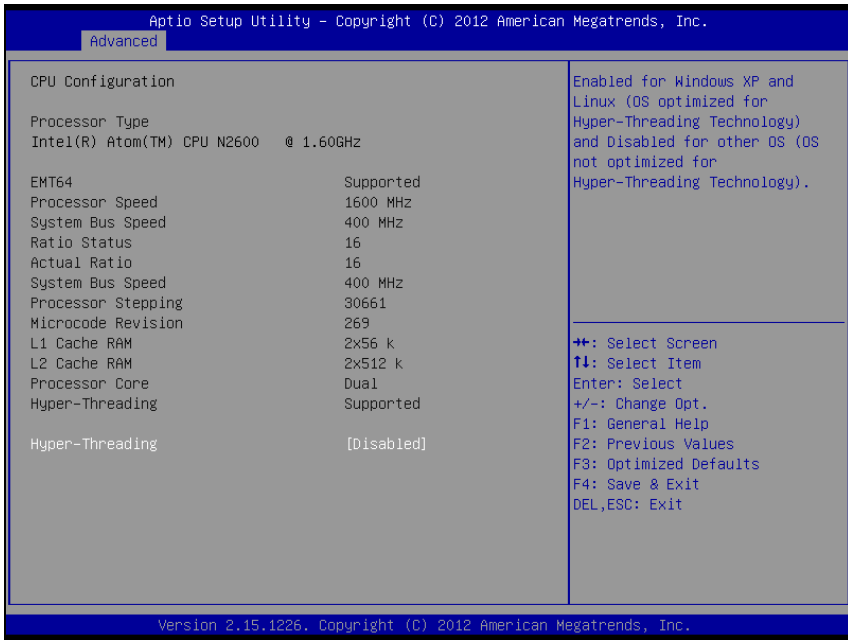 Aptio Setup Utility – Copyright (C) 2012 American Megatrends, Inc.
Advanced
CPU Configuration
Processor Type
Intel(R) Atom(TM) CPU N2600 @ 1.60GHz
EMT64 Supported
Processor Speed 1600 MHz
System Bus Speed 400 MHz
Ratio Status 16
Actual Ratio 16
System Bus Speed 400 MHz
Processor Stepping 30661
Microcode Revision 269
L1 Cache RAM 2x56 k
L2 Cache RAM 2x512 k
Processor Core Dual
Hyper-Threading Supported
Hyper-Threading [Disabled]
Enabled for Windows XP and
Linux (OS optimized for
Hyper-Threading Technology)
and Disabled for other OS (OS
not optimized for
Hyper-Threading Technology).
→←: Select Screen
↑↓: Select Item
Enter: Select
+/-: Change Opt.
F1: General Help
F2: Previous Values
F3: Optimized Defaults
F4: Save & Exit
DEL,ESC: Exit
Version 2.15.1226. Copyright (C) 2012 American Megatrends, Inc.